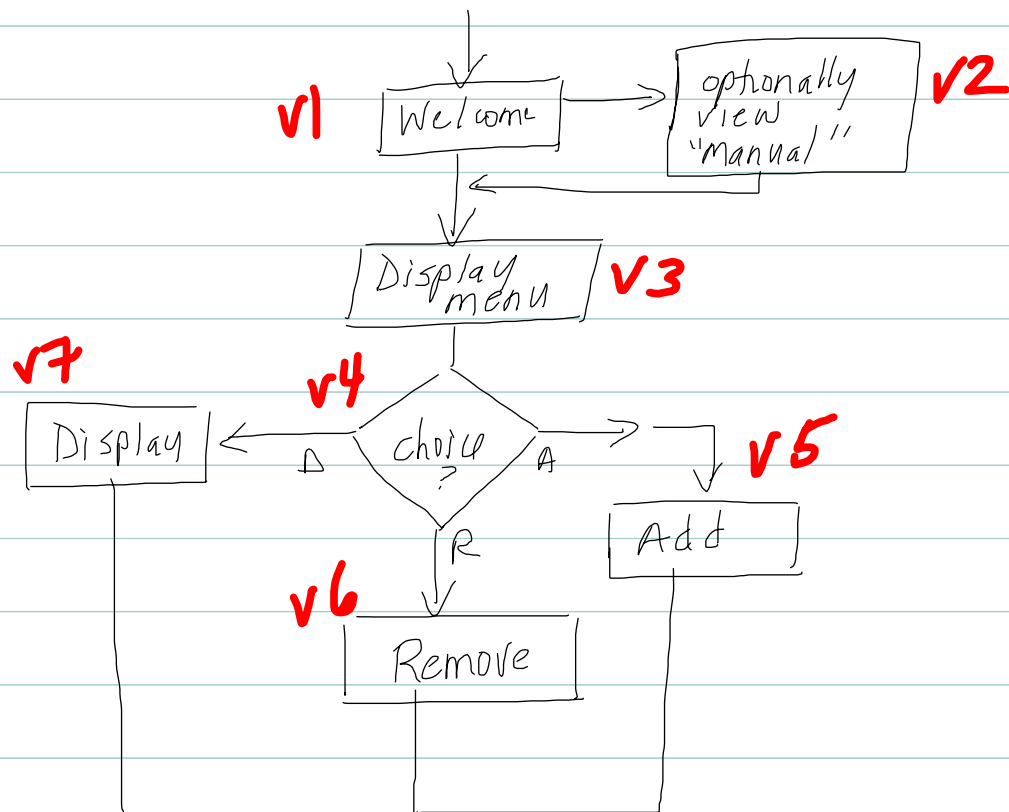 v1
Welcome
optionally
view
"manual"
v2
Display
menu
v3
v7
v4
Display
D
choice
?
A
v5
R
Add
v6
Remove